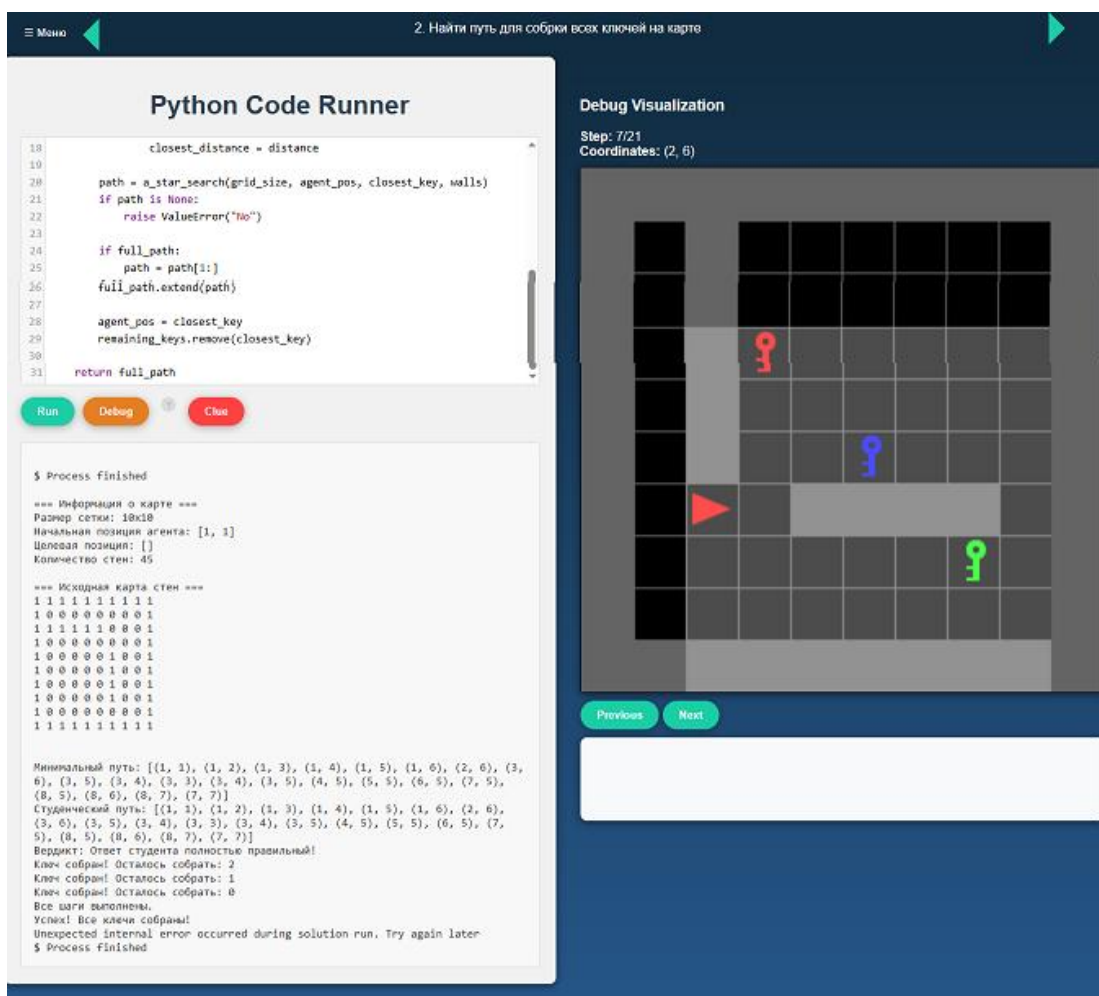 ☰ Меню
2. Найти путь для собрки всех ключей на карте
Python Code Runner
18 closest_distance = distance
19
20 path = a_star_search(grid_size, agent_pos, closest_key, walls)
21 if path is None:
22 raise ValueError("No")
23
24 if full_path:
25 path = path[1:]
26 full_path.extend(path)
27
28 agent_pos = closest_key
29 remaining_keys.remove(closest_key)
30
31 return full_path
Run Debug ? Clue
$ Process finished
=== Информация о карте ===
Размер сетки: 10x10
Начальная позиция агента: [1, 1]
Целевая позиция: []
Количество стен: 45
=== Исходная карта стен ===
1 1 1 1 1 1 1 1 1 1
1 0 0 0 0 0 0 0 0 1
1 1 1 1 1 1 0 0 0 1
1 0 0 0 0 0 0 0 0 1
1 0 0 0 0 0 1 0 0 1
1 0 0 0 0 0 1 0 0 1
1 0 0 0 0 0 1 0 0 1
1 0 0 0 0 0 1 0 0 1
1 0 0 0 0 0 0 0 0 1
1 1 1 1 1 1 1 1 1 1
Минимальный путь: [(1, 1), (1, 2), (1, 3), (1, 4), (1, 5), (1, 6), (2, 6), (3,
6), (3, 5), (3, 4), (3, 3), (3, 4), (3, 5), (4, 5), (5, 5), (6, 5), (7, 5),
(8, 5), (8, 6), (8, 7), (7, 7)]
Студенческий путь: [(1, 1), (1, 2), (1, 3), (1, 4), (1, 5), (1, 6), (2, 6),
(3, 6), (3, 5), (3, 4), (3, 3), (3, 4), (3, 5), (4, 5), (5, 5), (6, 5), (7,
5), (8, 5), (8, 6), (8, 7), (7, 7)]
Вердикт: Ответ студента полностью правильный!
Ключ собран! Осталось собрать: 2
Ключ собран! Осталось собрать: 1
Ключ собран! Осталось собрать: 0
Все шаги выполнены.
Успех! Все ключи собраны!
Unexpected internal error occurred during solution run. Try again later
$ Process finished
Debug Visualization
Step: 7/21
Coordinates: (2, 6)
Previous Next